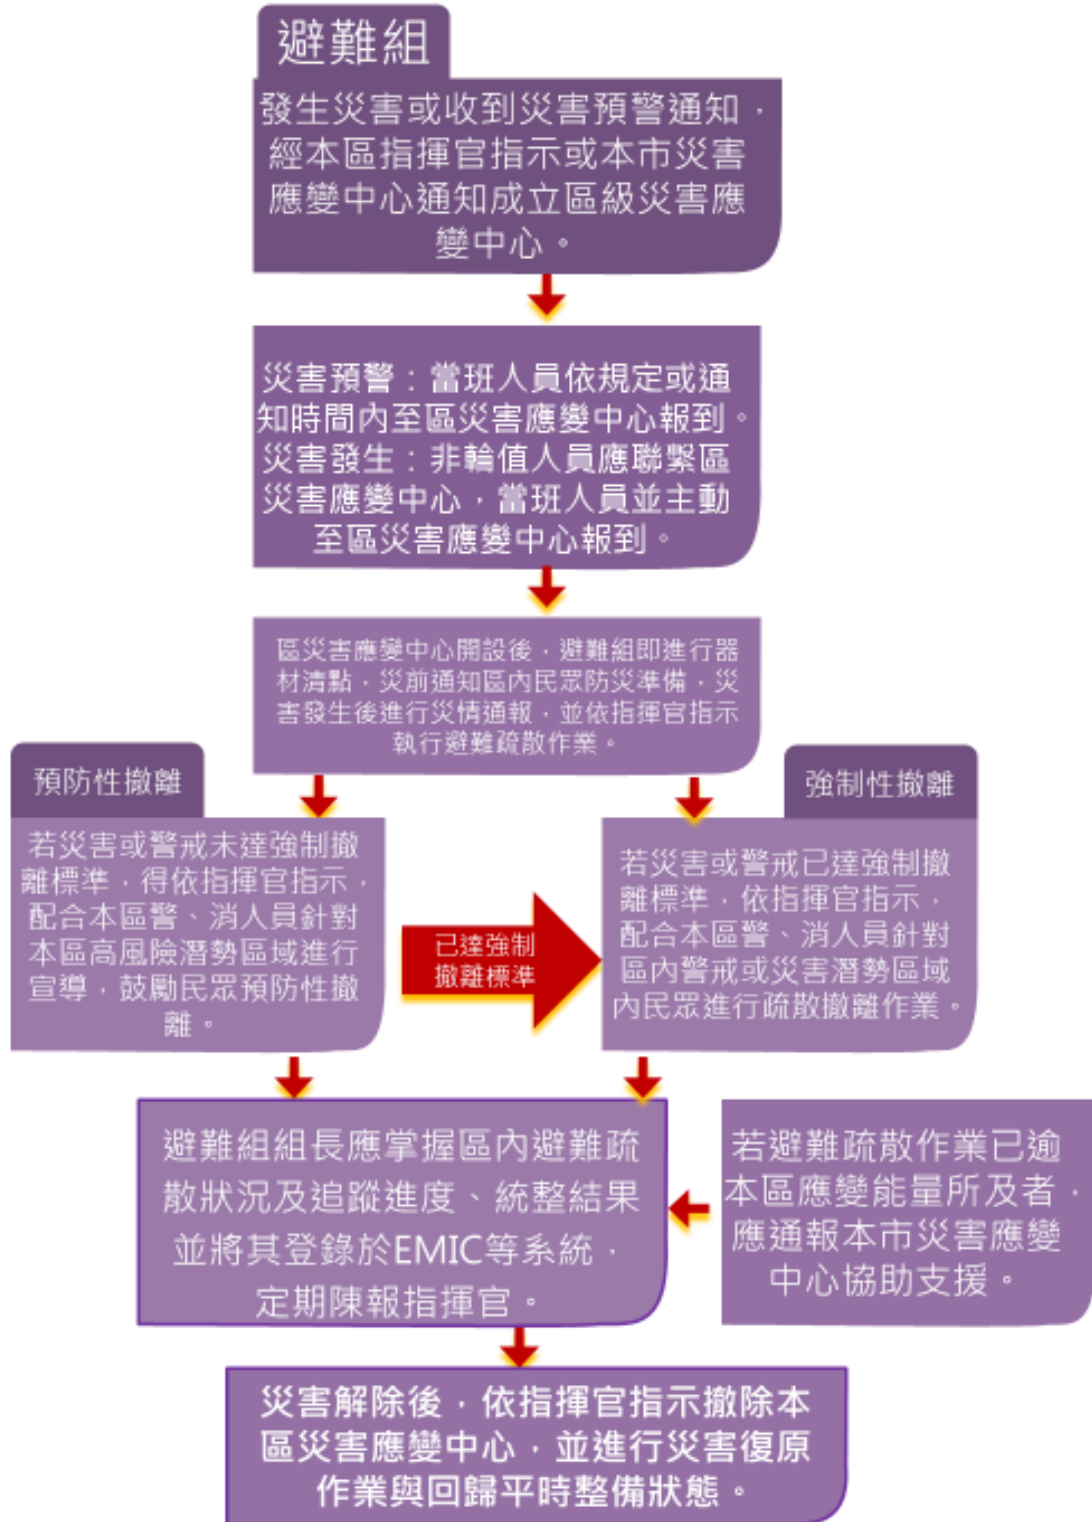 避難組
發生災害或收到災害預警通知，
經本區指揮官指示或本市災害
應變中心通知成立區級災害應
變中心。
災害預警：當班人員依規定或通
知時間內至區災害應變中心報到。
災害發生：非輪值人員應聯繫區
災害應變中心，當班人員並主動
至區災害應變中心報到。
區災害應變中心開設後，避難組即進行器
材清點，災前通知區內民眾防災準備，災
害發生後進行災情通報，並依指揮官指示
執行避難疏散作業。
預防性撤離
若災害或警戒未達強制撤
離標準，得依指揮官指示，
配合本區警、消人員針對
本區高風險潛勢區域進行
宣導，鼓勵民眾預防性撤
離。
已達強制
撤離標準
強制性撤離
若災害或警戒已達強制撤
離標準，依指揮官指示，
配合本區警、消人員針對
區內警戒或災害潛勢區域
內民眾進行疏散撤離作業。
避難組組長應掌握區內避難疏
散狀況及追蹤進度、統整結果
並將其登錄於EMIC等系統，
定期陳報指揮官。
若避難疏散作業已逾
本區應變能量所及者，
應通報本市災害應變
中心協助支援。
災害解除後，依指揮官指示撤除本
區災害應變中心，並進行災害復原
作業與回歸平時整備狀態。